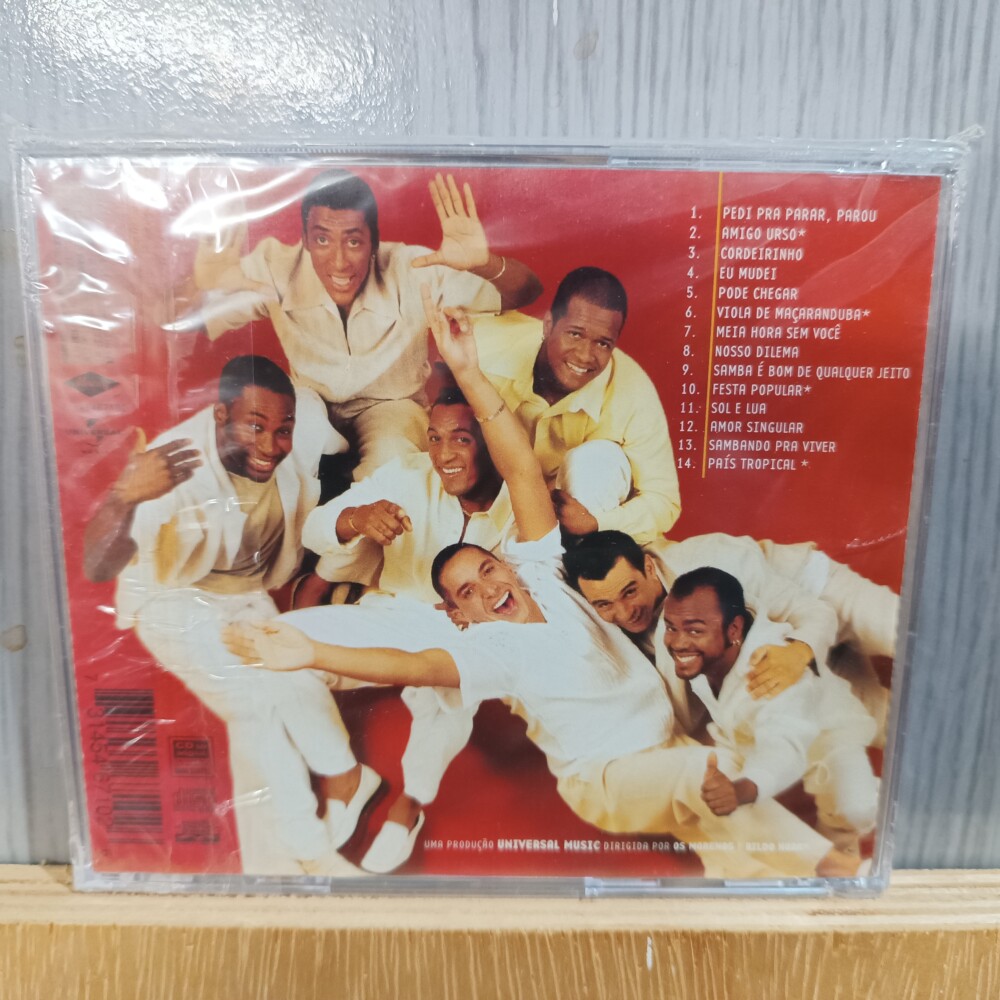 1. PEDI PRA PARAR, PAROU
2. AMIGO URSO*
3. CORDEIRINHO
4. EU MUDEI
5. PODE CHEGAR
6. VIOLA DE MAÇARANDUBA*
7. MEIA HORA SEM VOCÊ
8. NOSSO DILEMA
9. SAMBA É BOM DE QUALQUER JEITO
10. FESTA POPULAR*
11. SOL E LUA
12. AMOR SINGULAR
13. SAMBANDO PRA VIVER
14. PAÍS TROPICAL *
UMA PRODUÇÃO UNIVERSAL MUSIC DIRIGIDA POR OS MORENOS